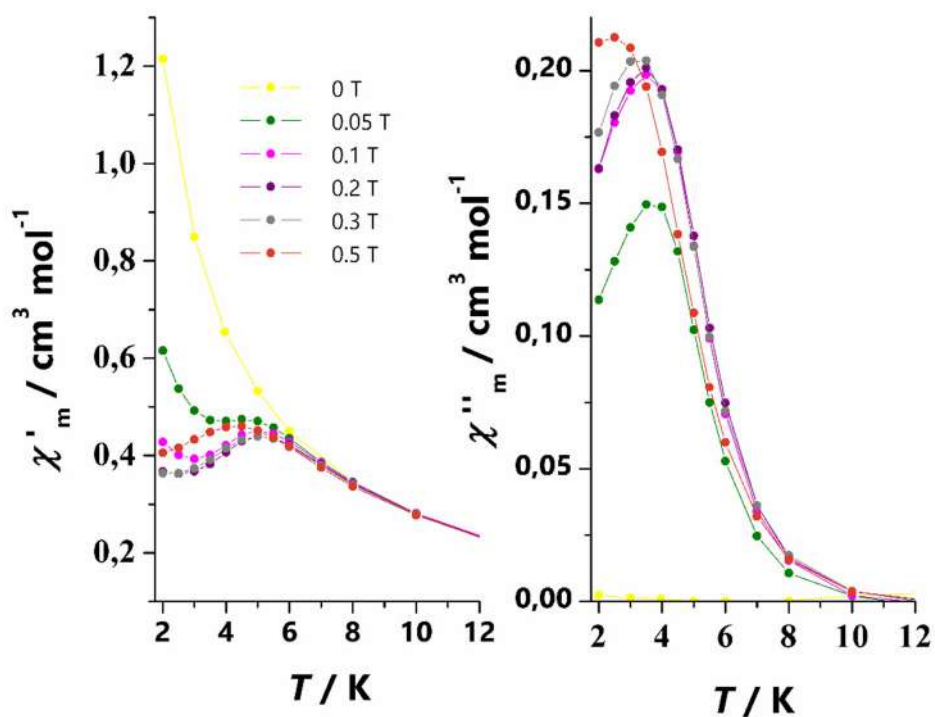 χ'm / cm³ mol⁻¹
1,2
1,0
0,8
0,6
0,4
0,2
2 4 6 8 10 12
T / K
0 T
0.05 T
0.1 T
0.2 T
0.3 T
0.5 T
χ''m / cm³ mol⁻¹
0,20
0,15
0,10
0,05
0,00
2 4 6 8 10 12
T / K